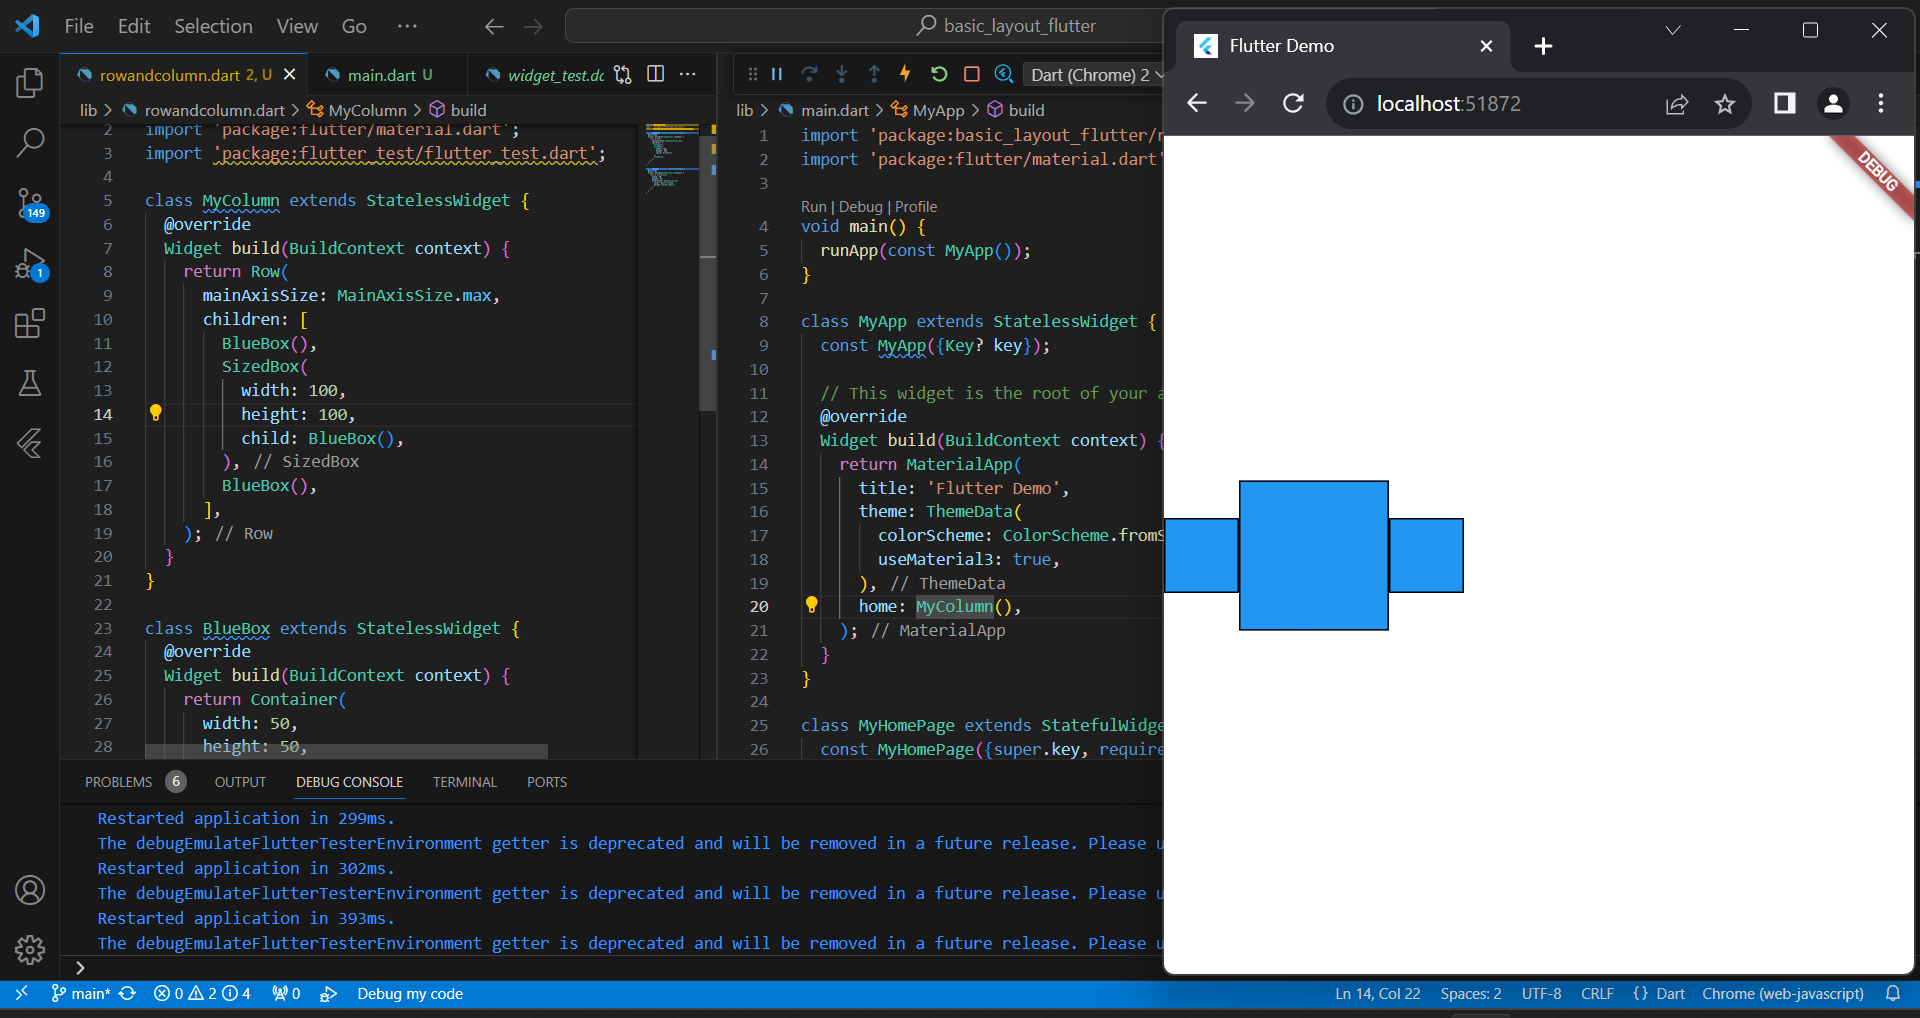 File Edit Selection View Go ··· basic_layout_flutter
rowandcolumn.dart 2, U main.dart U widget_test.dc
lib > rowandcolumn.dart > MyColumn > build
2 import 'package:flutter/material.dart';
3 import 'package:flutter_test/flutter_test.dart';
4
5 class MyColumn extends StatelessWidget {
6 @override
7 Widget build(BuildContext context) {
8 return Row(
9 mainAxisSize: MainAxisSize.max,
10 children: [
11 BlueBox(),
12 SizedBox(
13 width: 100,
14 height: 100,
15 child: BlueBox(),
16 ), // SizedBox
17 BlueBox(),
18 ],
19 ); // Row
20 }
21 }
22
23 class BlueBox extends StatelessWidget {
24 @override
25 Widget build(BuildContext context) {
26 return Container(
27 width: 50,
28 height: 50,
Dart (Chrome) 2
lib > main.dart > MyApp > build
1 import 'package:basic_layout_flutter/r
2 import 'package:flutter/material.dart'
3
Run | Debug | Profile
4 void main() {
5 runApp(const MyApp());
6 }
7
8 class MyApp extends StatelessWidget {
9 const MyApp({Key? key});
10
11 // This widget is the root of your a
12 @override
13 Widget build(BuildContext context) {
14 return MaterialApp(
15 title: 'Flutter Demo',
16 theme: ThemeData(
17 colorScheme: ColorScheme.fromS
18 useMaterial3: true,
19 ), // ThemeData
20 home: MyColumn(),
21 ); // MaterialApp
22 }
23 }
24
25 class MyHomePage extends StatefulWidge
26 const MyHomePage({super.key, require
149
1
PROBLEMS 6 OUTPUT DEBUG CONSOLE TERMINAL PORTS
Restarted application in 299ms.
The debugEmulateFlutterTesterEnvironment getter is deprecated and will be removed in a future release. Please u
Restarted application in 302ms.
The debugEmulateFlutterTesterEnvironment getter is deprecated and will be removed in a future release. Please u
Restarted application in 393ms.
The debugEmulateFlutterTesterEnvironment getter is deprecated and will be removed in a future release. Please u
>
main* 0 2 4 0 Debug my code Ln 14, Col 22 Spaces: 2 UTF-8 CRLF {} Dart Chrome (web-javascript)
Flutter Demo
localhost:51872
DEBUG